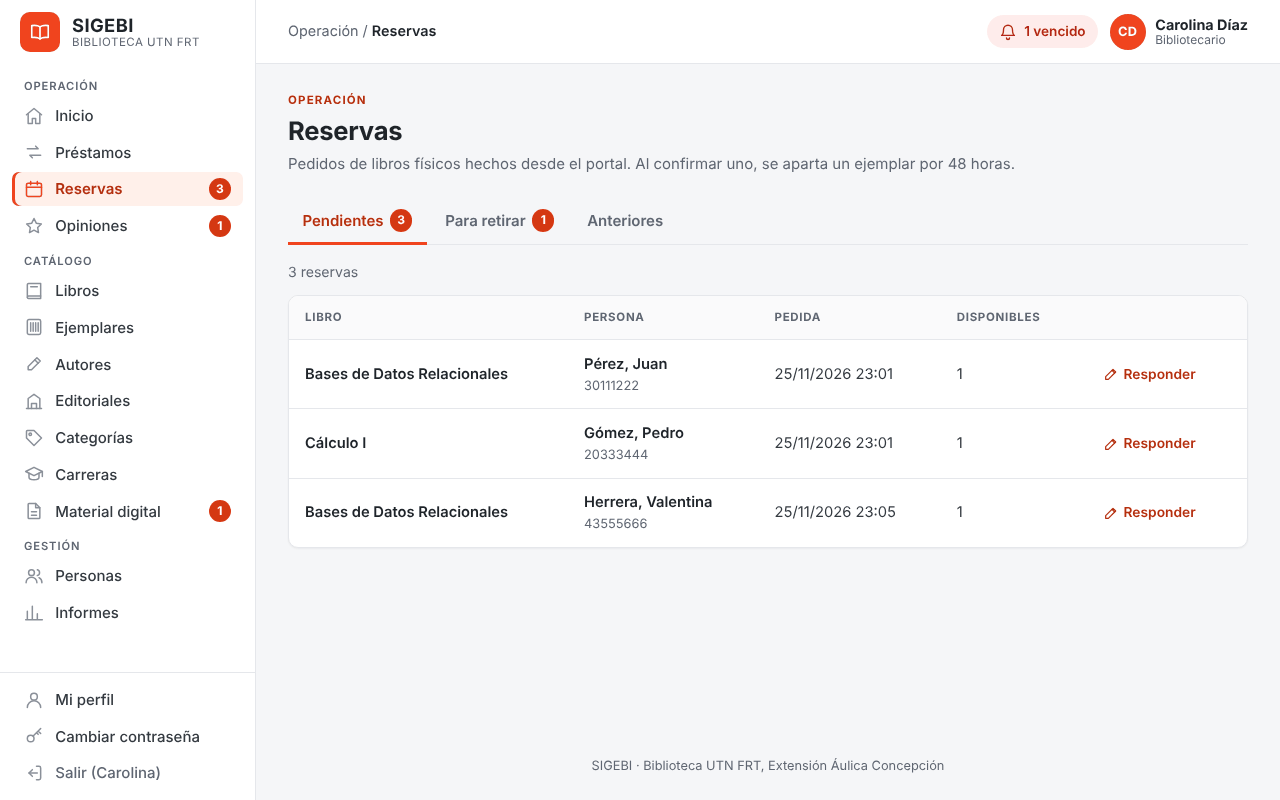 SIGEBI
BIBLIOTECA UTN FRT
OPERACIÓN
Inicio
Préstamos
Reservas 3
Opiniones 1
CATÁLOGO
Libros
Ejemplares
Autores
Editoriales
Categorías
Carreras
Material digital 1
GESTIÓN
Personas
Informes
Mi perfil
Cambiar contraseña
Salir (Carolina)
Operación / Reservas
1 vencido
CD
Carolina Díaz
Bibliotecario
OPERACIÓN
Reservas
Pedidos de libros físicos hechos desde el portal. Al confirmar uno, se aparta un ejemplar por 48 horas.
Pendientes 3 Para retirar 1 Anteriores
3 reservas
LIBRO PERSONA PEDIDA DISPONIBLES
Bases de Datos Relacionales Pérez, Juan 25/11/2026 23:01 1 Responder
30111222
Cálculo I Gómez, Pedro 25/11/2026 23:01 1 Responder
20333444
Bases de Datos Relacionales Herrera, Valentina 25/11/2026 23:05 1 Responder
43555666
SIGEBI · Biblioteca UTN FRT, Extensión Áulica Concepción